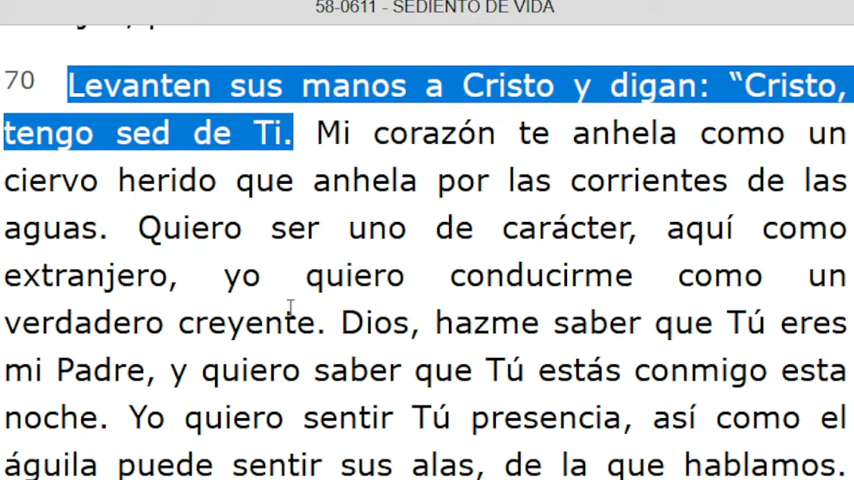 58-0611 - SEDIENTO DE VIDA
70 Levanten sus manos a Cristo y digan: “Cristo,
tengo sed de Ti. Mi corazón te anhela como un
ciervo herido que anhela por las corrientes de las
aguas. Quiero ser uno de carácter, aquí como
extranjero, yo quiero conducirme como un
verdadero creyente. Dios, hazme saber que Tú eres
mi Padre, y quiero saber que Tú estás conmigo esta
noche. Yo quiero sentir Tú presencia, así como el
águila puede sentir sus alas, de la que hablamos.